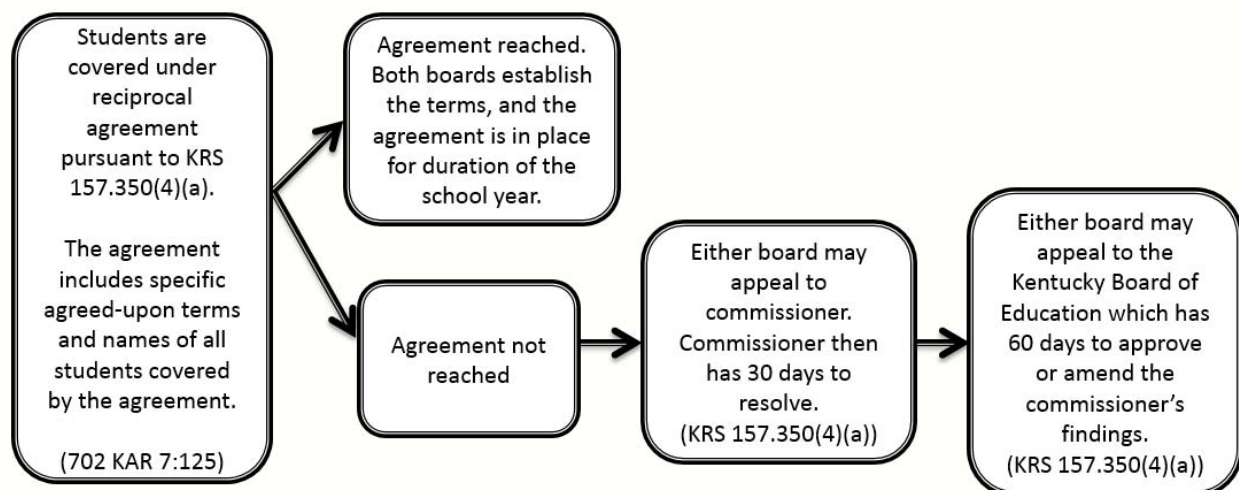 Students are
covered under
reciprocal
agreement
pursuant to KRS
157.350(4)(a).
The agreement
includes specific
agreed-upon terms
and names of all
students covered
by the agreement.
(702 KAR 7:125)
Agreement reached.
Both boards establish
the terms, and the
agreement is in place
for duration of the
school year.
Agreement not
reached
Either board may
appeal to
commissioner.
Commissioner then
has 30 days to
resolve.
(KRS 157.350(4)(a))
Either board may
appeal to the
Kentucky Board of
Education which has
60 days to approve
or amend the
commissioner’s
findings.
(KRS 157.350(4)(a))